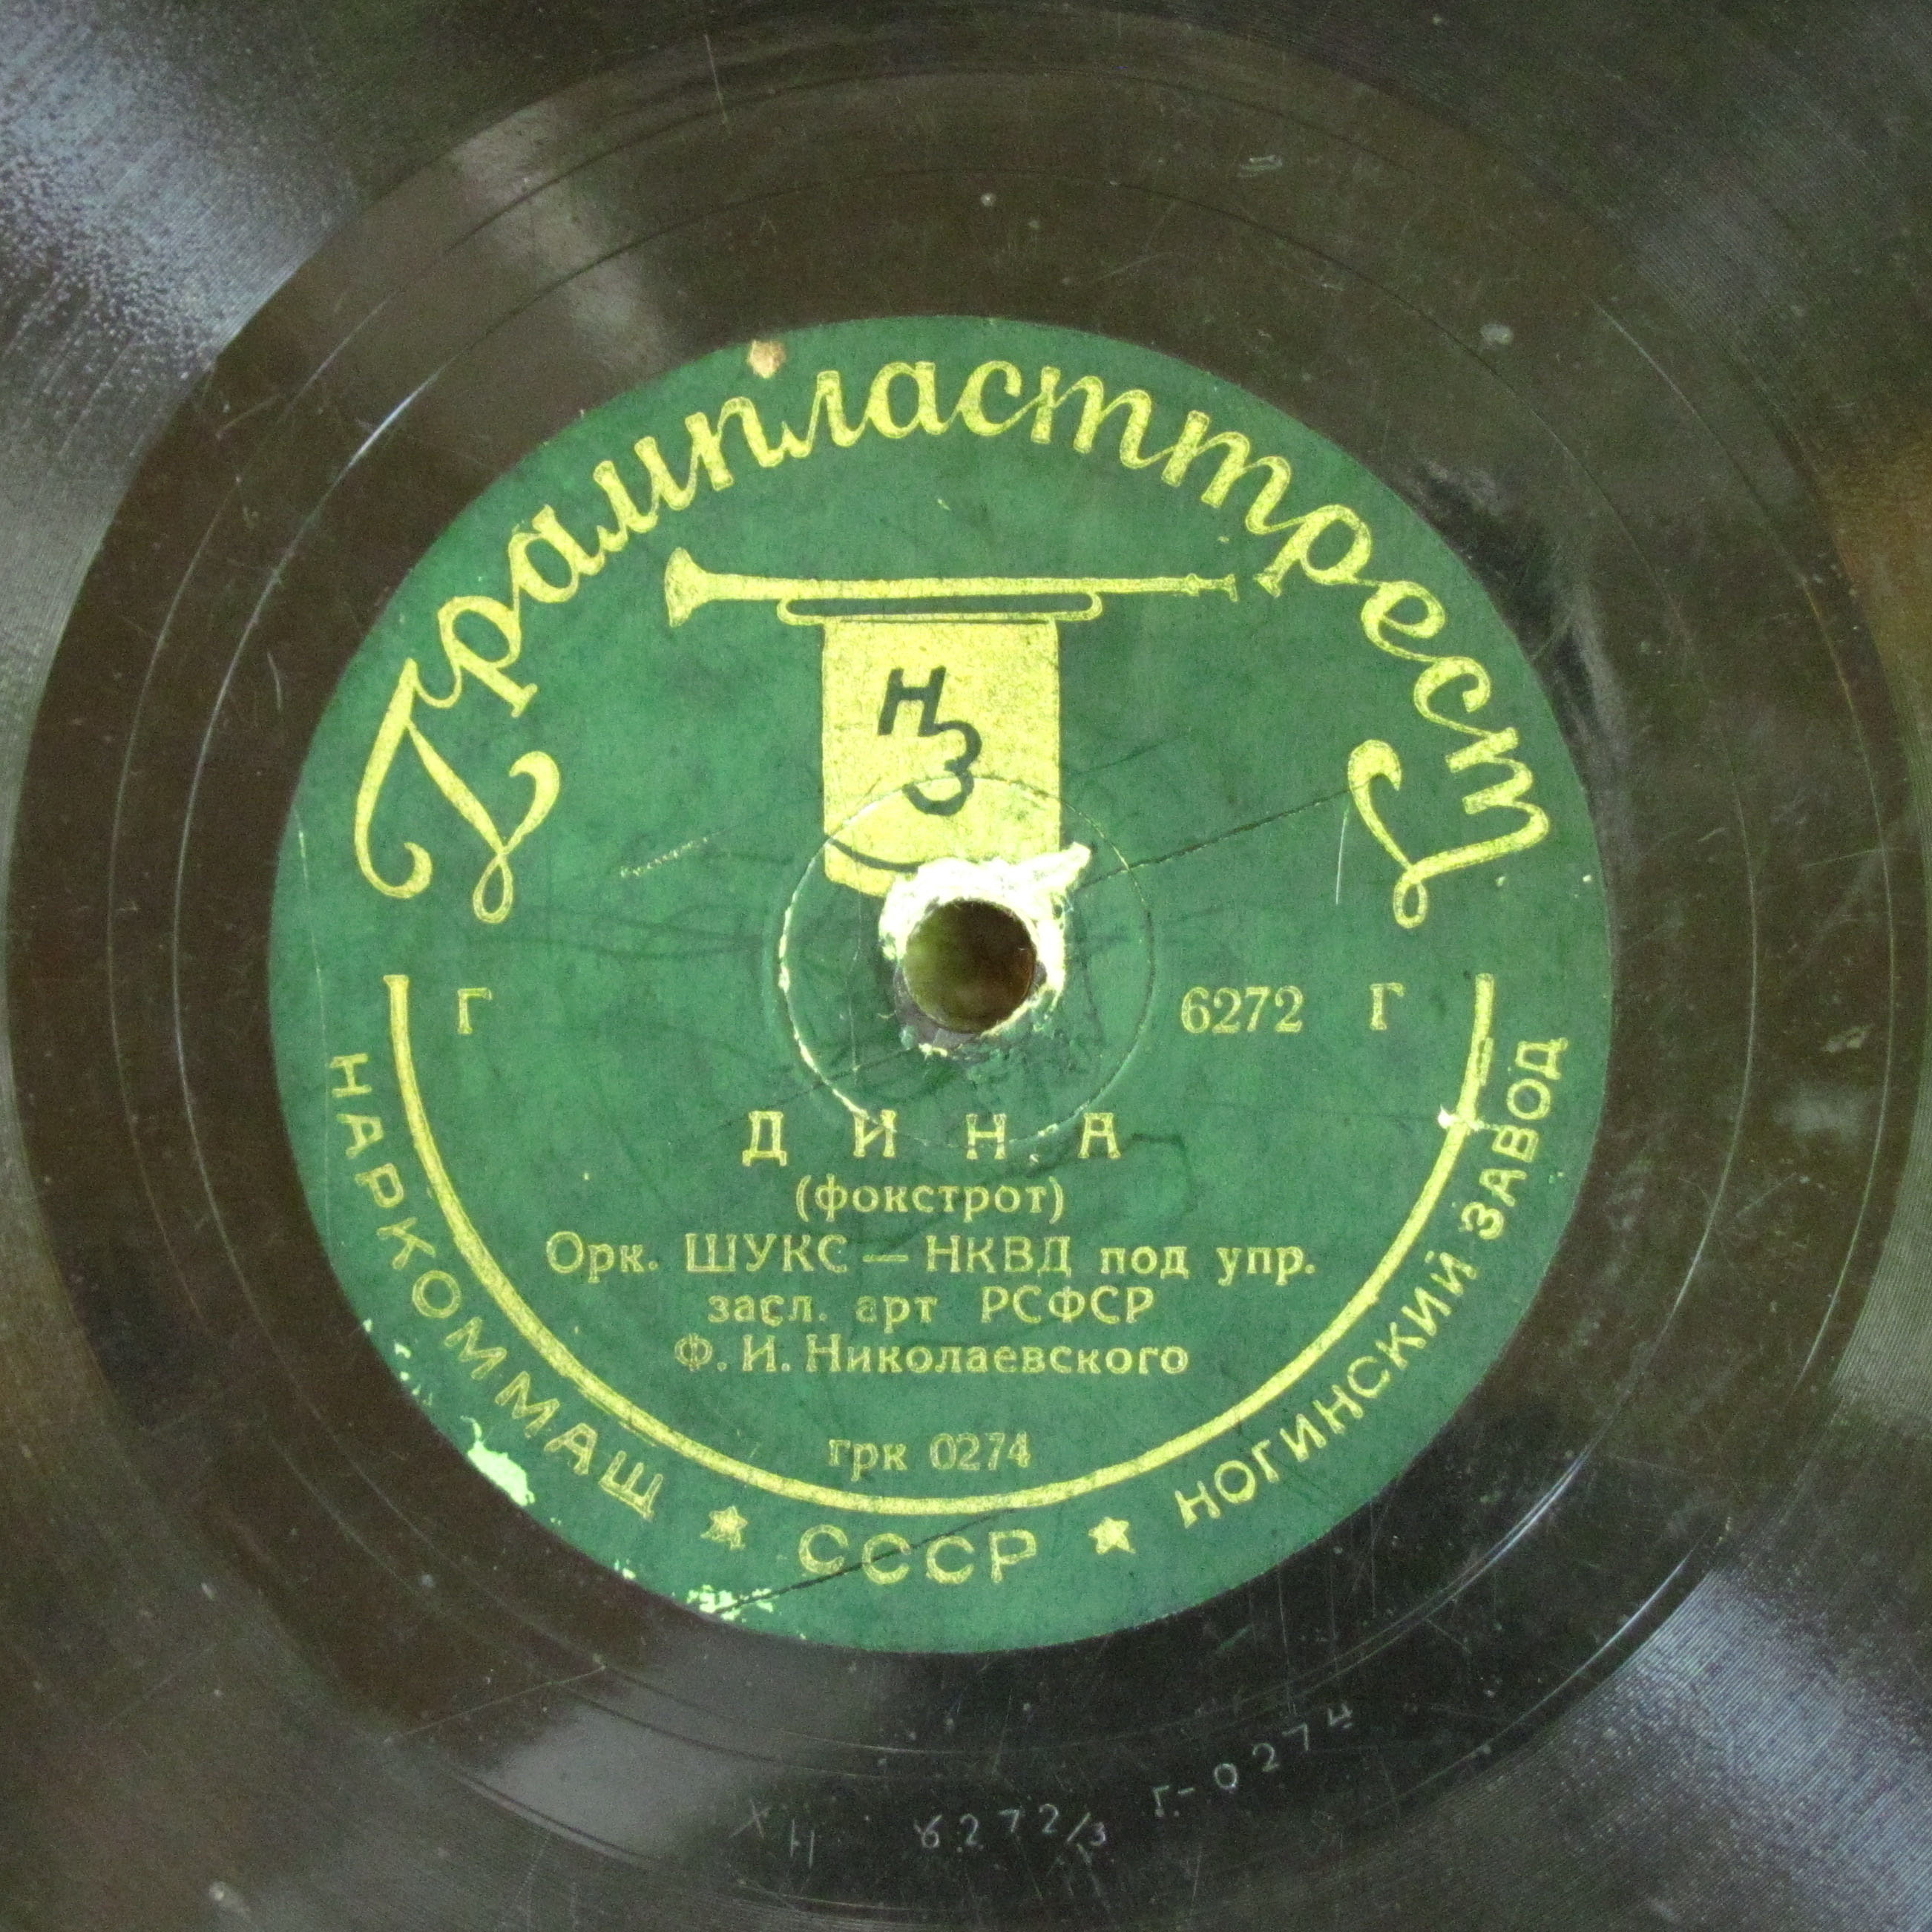 Грампласттрест
НЗ
Г 6272 Г
ДИНА
(фокстрот)
Орк. ШУКС — НКВД под упр.
засл. арт РСФСР
Ф. И. Николаевского
грк 0274
НАРКОММАШ ★ СССР ★ НОГИНСКИЙ ЗАВОД
6272/3 Г-0274